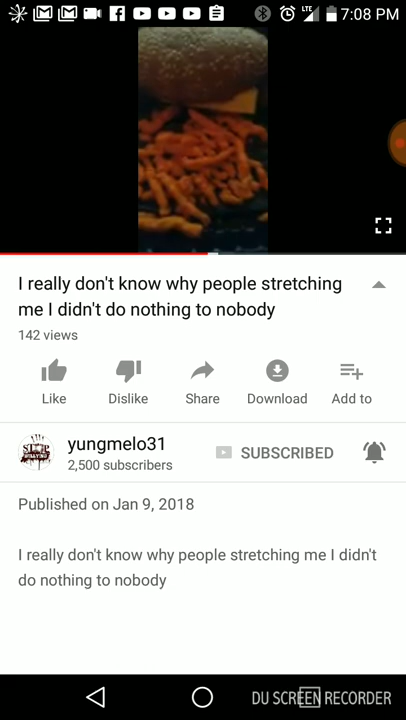 LTE 7:08 PM
I really don't know why people stretching
me I didn't do nothing to nobody
142 views
Like Dislike Share Download Add to
yungmelo31
SUBSCRIBED
2,500 subscribers
Published on Jan 9, 2018
I really don't know why people stretching me I didn't
do nothing to nobody
DU SCREEN RECORDER